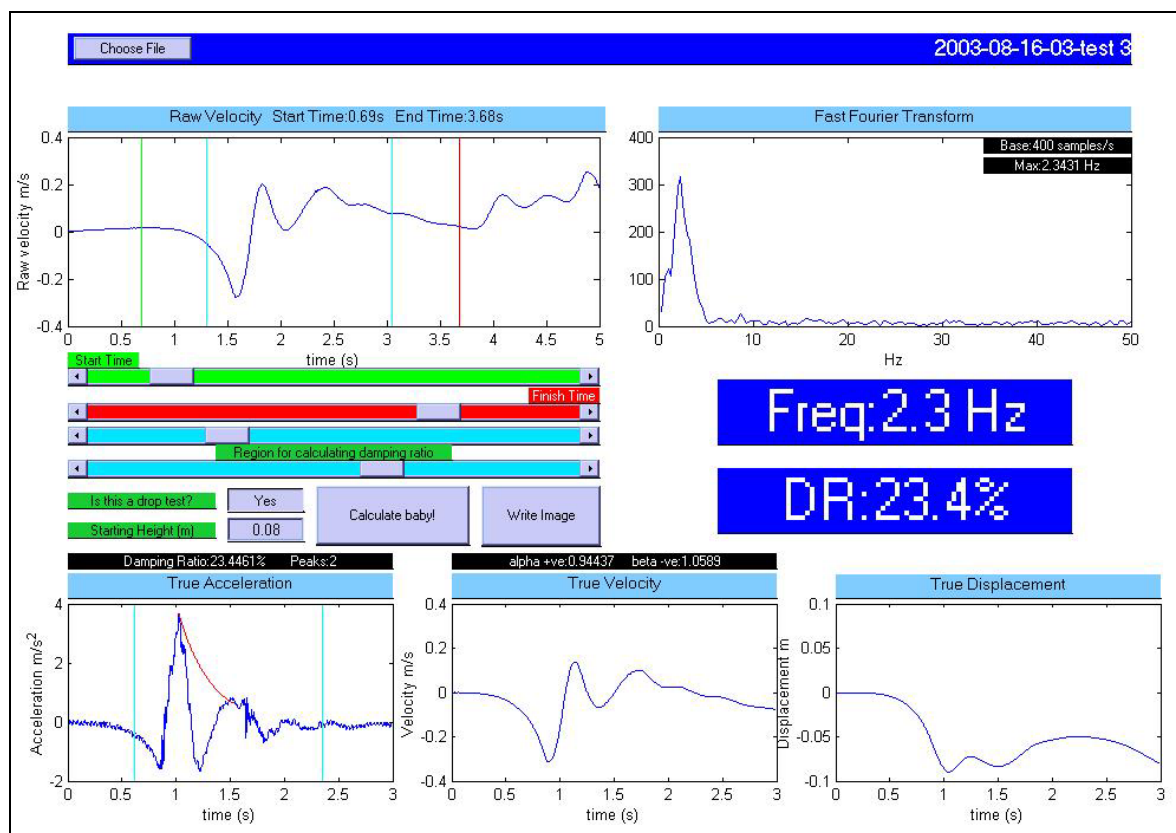 Choose File
2003-08-16-03-test 3
Raw Velocity Start Time:0.69s End Time:3.68s
Raw velocity m/s
0.4
0.2
0
-0.2
-0.4
0 0.5 1 1.5 2 2.5 3 3.5 4 4.5 5
time (s)
Fast Fourier Transform
Base:400 samples/s
Max:2.3431 Hz
400
300
200
100
0
0 10 20 30 40 50
Hz
Start Time
Finish Time
Region for calculating damping ratio
Is this a drop test?
Yes
Starting Height (m)
0.08
Calculate baby!
Write Image
Freq:2.3 Hz
DR:23.4%
Damping Ratio:23.4461% Peaks:2
True Acceleration
Acceleration m/s²
4
2
0
-2
0 0.5 1 1.5 2 2.5 3
time (s)
alpha +ve:0.94437 beta -ve:1.0589
True Velocity
Velocity m/s
0.4
0.2
0
-0.2
-0.4
0 0.5 1 1.5 2 2.5 3
time (s)
True Displacement
Displacement m
0.1
0.05
0
-0.05
-0.1
0 0.5 1 1.5 2 2.5 3
time (s)